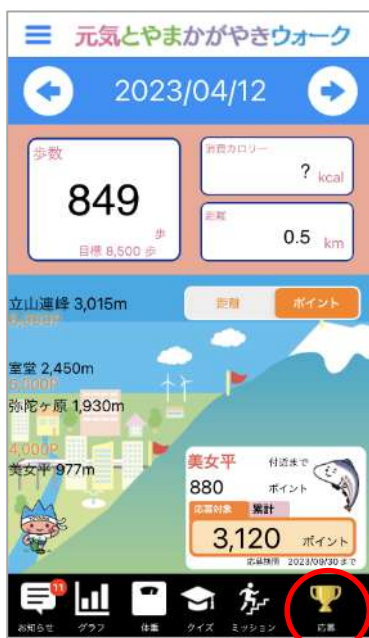 元気とやまかがやきウォーク
2023/04/12
歩数
849
歩
目標 8,500 歩
消費カロリー
? kcal
距離
0.5 km
立山連峰 3,015m
距離 ポイント
室堂 2,450m
弥陀ヶ原 1,930m
4,000P
美女平 977m
美女平 付近まで
880 ポイント
応募対象 累計
3,120 ポイント
応募期間 2023/09/30 まで
11
お知らせ グラフ 体重 クイズ ミッション 応募